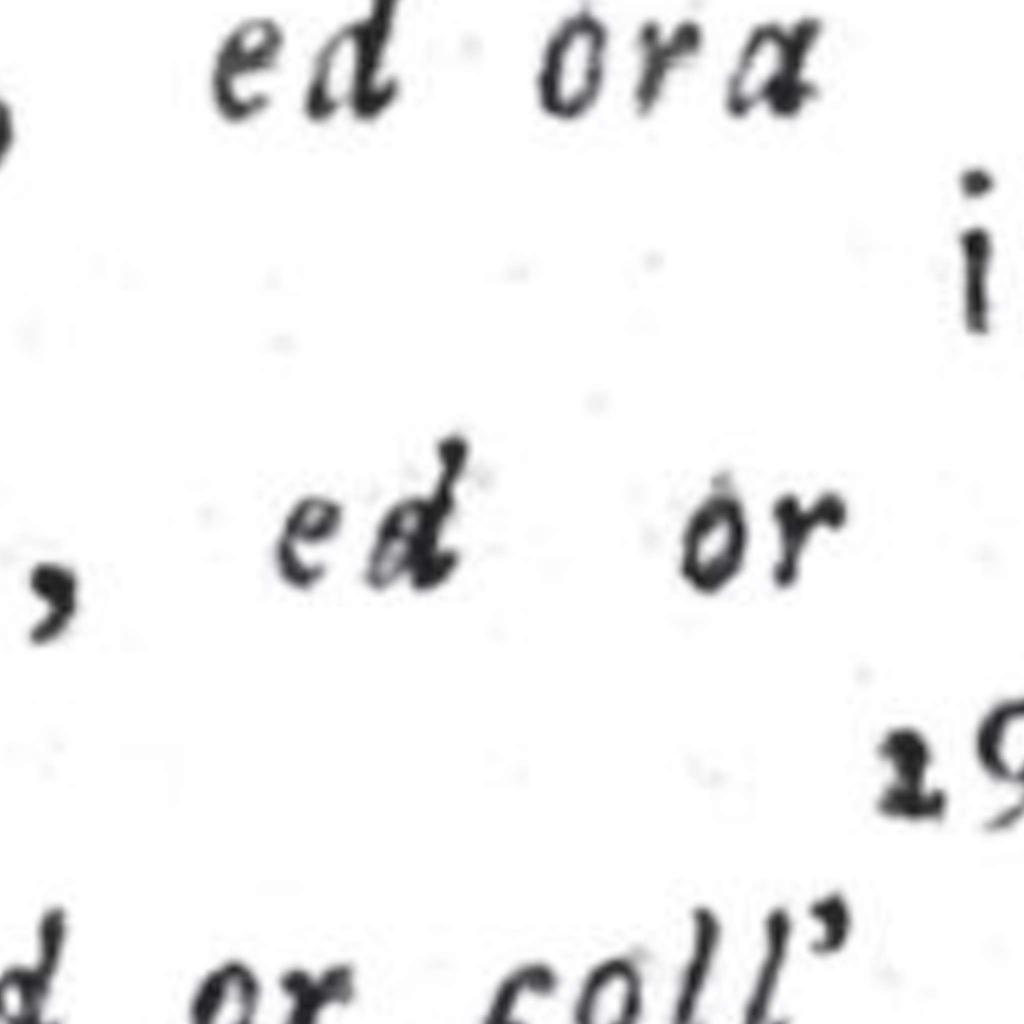 ed ora
i
, ed or
29
d or coll’